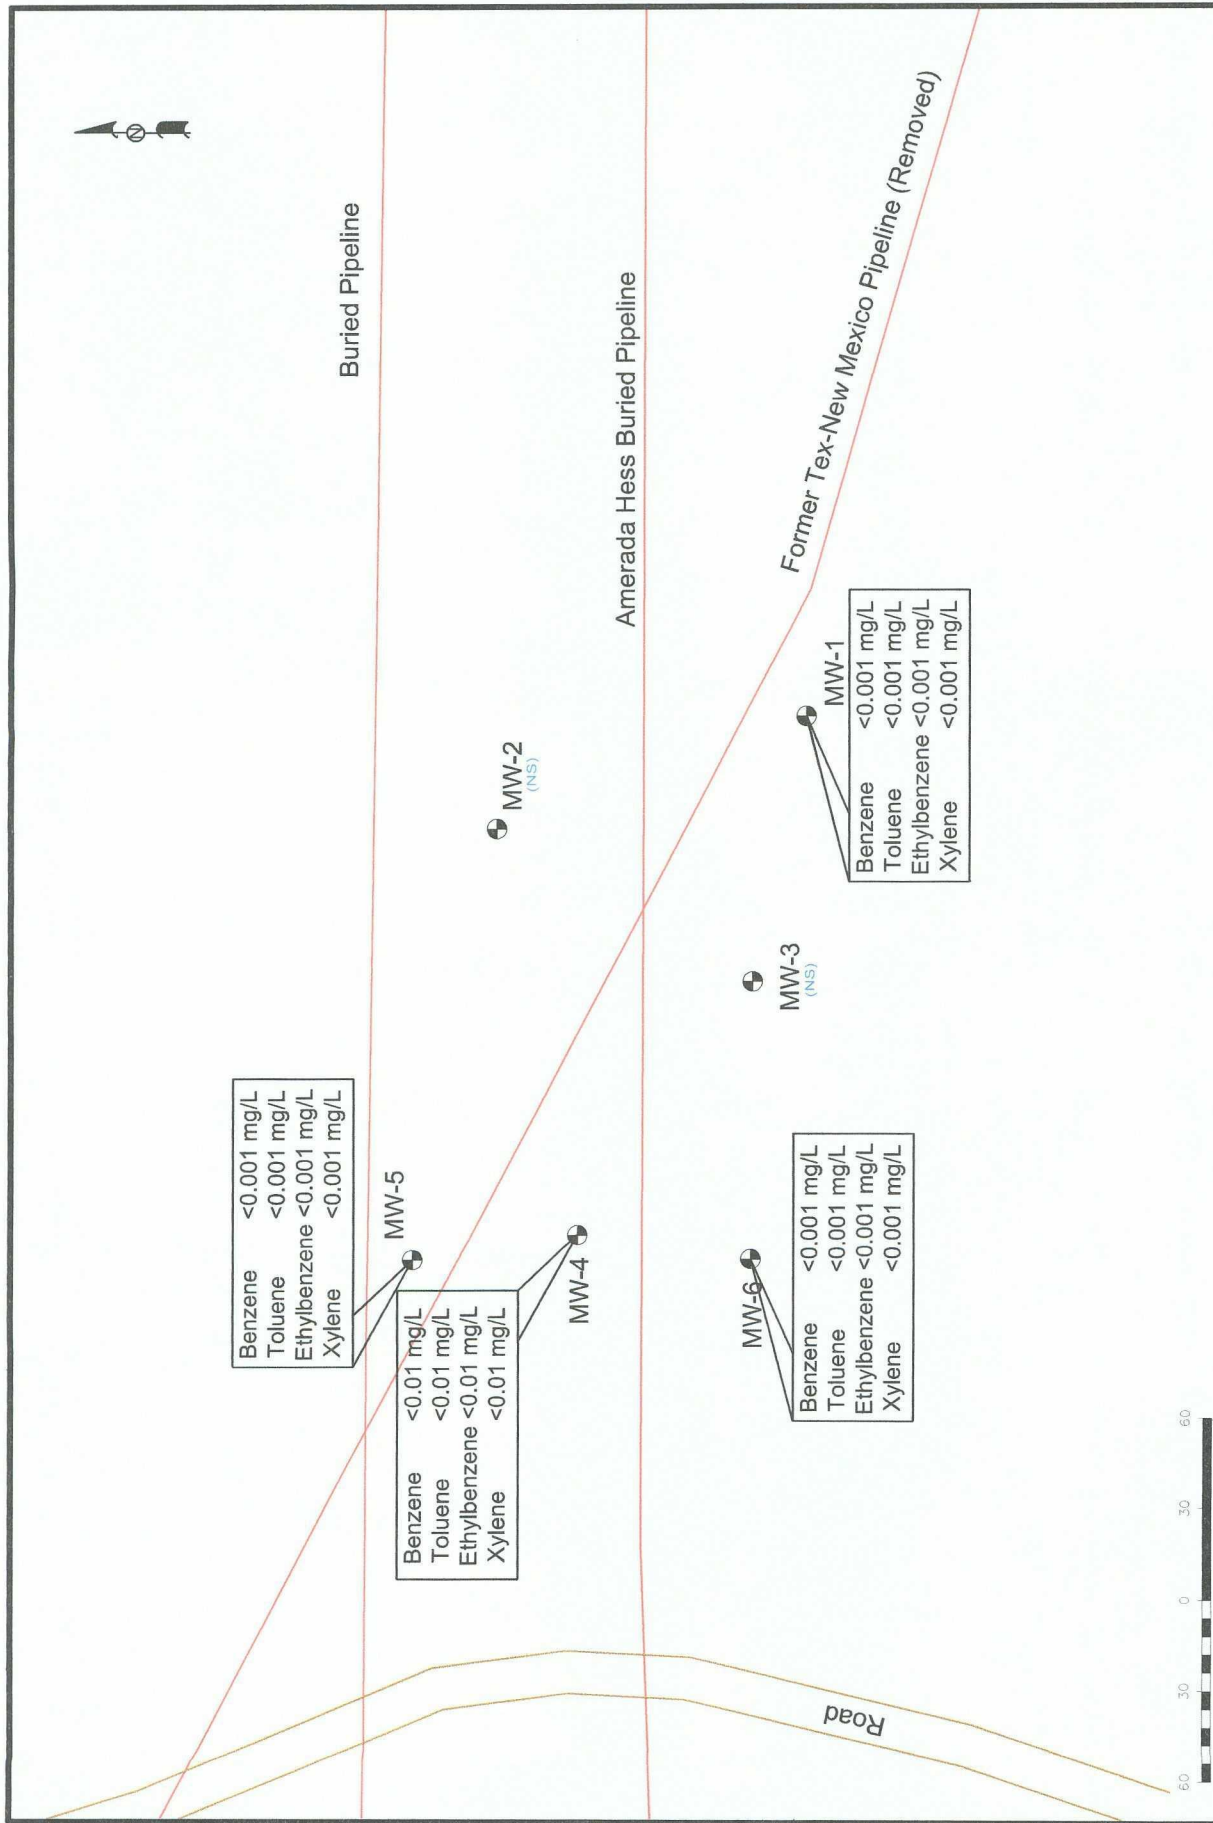 N
Buried Pipeline
Amerada Hess Buried Pipeline
Former Tex-New Mexico Pipeline (Removed)
Benzene <0.001 mg/L
Toluene <0.001 mg/L
Ethylbenzene <0.001 mg/L
Xylene <0.001 mg/L
MW-5
MW-2
(NS)
Benzene <0.01 mg/L
Toluene <0.01 mg/L
Ethylbenzene <0.01 mg/L
Xylene <0.01 mg/L
MW-4
MW-3
(NS)
MW-1
Benzene <0.001 mg/L
Toluene <0.001 mg/L
Ethylbenzene <0.001 mg/L
Xylene <0.001 mg/L
MW-6
Benzene <0.001 mg/L
Toluene <0.001 mg/L
Ethylbenzene <0.001 mg/L
Xylene <0.001 mg/L
Road
60 30 0 30 60